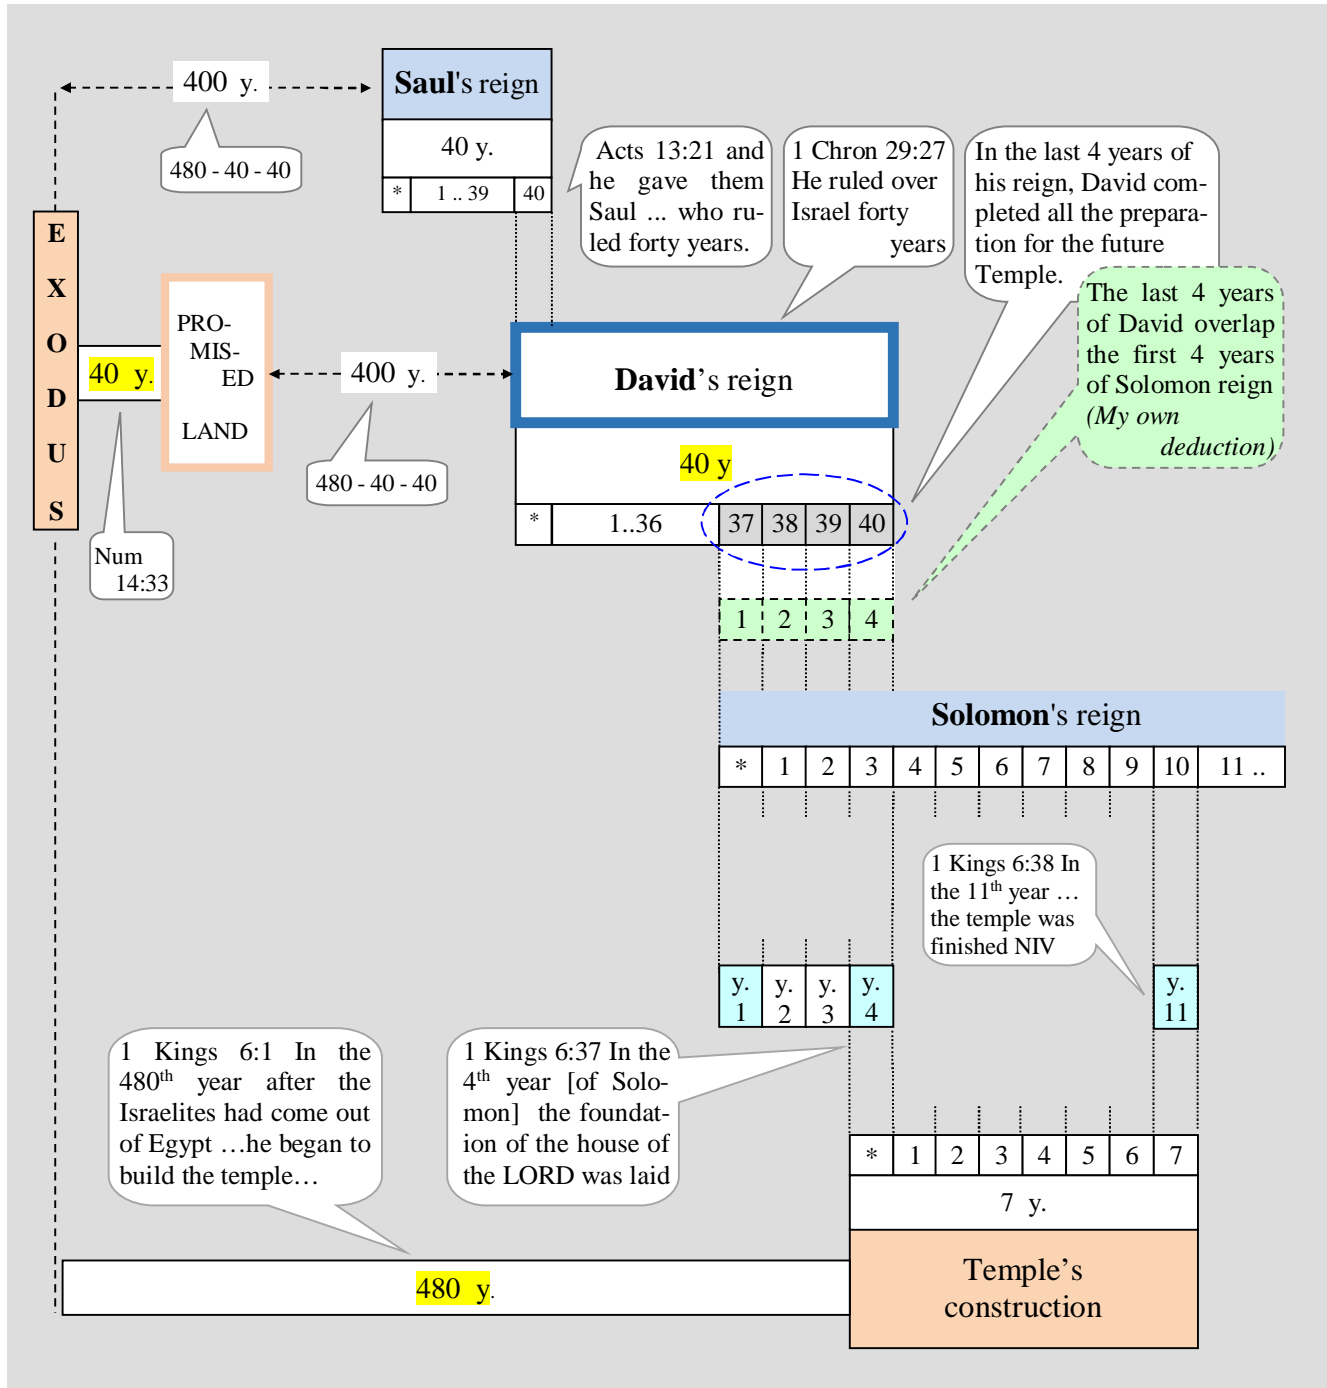 400 y.
Saul's reign
480 - 40 - 40
40 y.
* 1 .. 39 40
Acts 13:21 and
he gave them
Saul ... who ru-
led forty years.
1 Chron 29:27
He ruled over
Israel forty
years
In the last 4 years of
his reign, David com-
pleted all the prepara-
tion for the future
Temple.
The last 4 years
of David overlap
the first 4 years
of Solomon reign
(My own
deduction)
E
X
O
D
U
S
40 y.
PRO-
MIS-
ED
LAND
400 y.
David’s reign
480 - 40 - 40
40 y
* 1..36 37 38 39 40
Num
14:33
1 2 3 4
Solomon's reign
* 1 2 3 4 5 6 7 8 9 10 11 ..
1 Kings 6:38 In
the 11th year …
the temple was
finished NIV
y. y. y. y. y.
1 2 3 4 11
1 Kings 6:1 In the
480th year after the
Israelites had come out
of Egypt …he began to
build the temple…
1 Kings 6:37 In the
4th year [of Solo-
mon] the foundat-
ion of the house of
the LORD was laid
* 1 2 3 4 5 6 7
7 y.
480 y.
Temple’s
construction